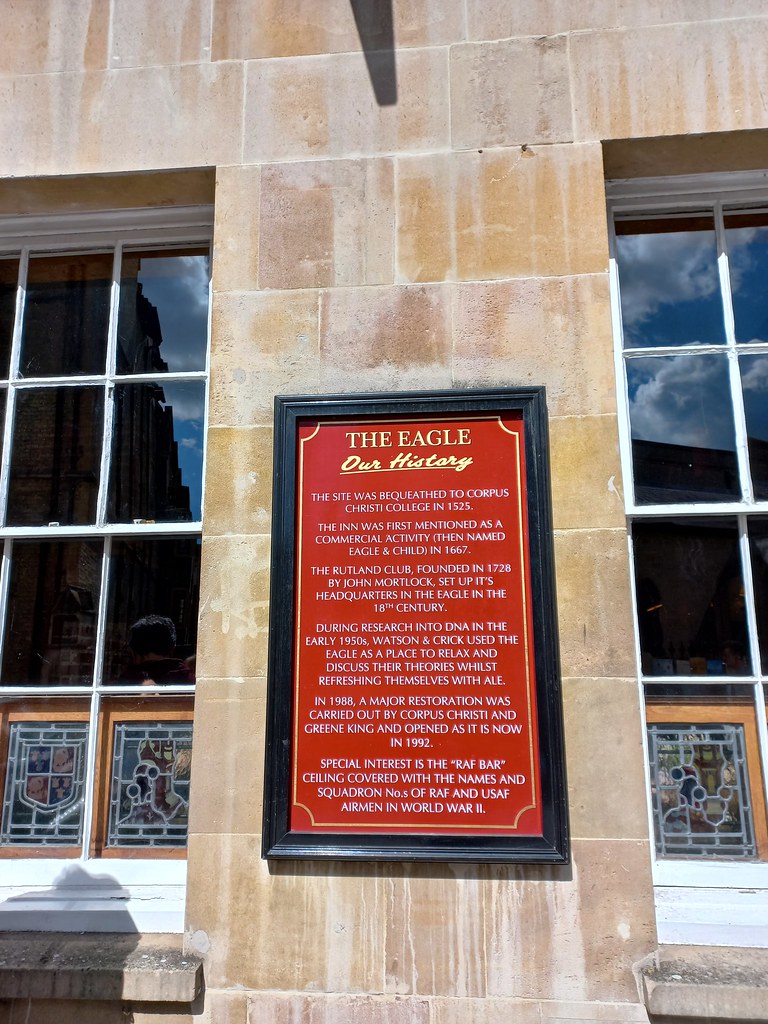 THE EAGLE
Our History
THE SITE WAS BEQUEATHED TO CORPUS
CHRISTI COLLEGE IN 1525.
THE INN WAS FIRST MENTIONED AS A
COMMERCIAL ACTIVITY (THEN NAMED
EAGLE & CHILD) IN 1667.
THE RUTLAND CLUB, FOUNDED IN 1728
BY JOHN MORTLOCK, SET UP IT'S
HEADQUARTERS IN THE EAGLE IN THE
18TH CENTURY.
DURING RESEARCH INTO DNA IN THE
EARLY 1950s, WATSON & CRICK USED THE
EAGLE AS A PLACE TO RELAX AND
DISCUSS THEIR THEORIES WHILST
REFRESHING THEMSELVES WITH ALE.
IN 1988, A MAJOR RESTORATION WAS
CARRIED OUT BY CORPUS CHRISTI AND
GREENE KING AND OPENED AS IT IS NOW
IN 1992.
SPECIAL INTEREST IS THE "RAF BAR"
CEILING COVERED WITH THE NAMES AND
SQUADRON No.s OF RAF AND USAF
AIRMEN IN WORLD WAR II.